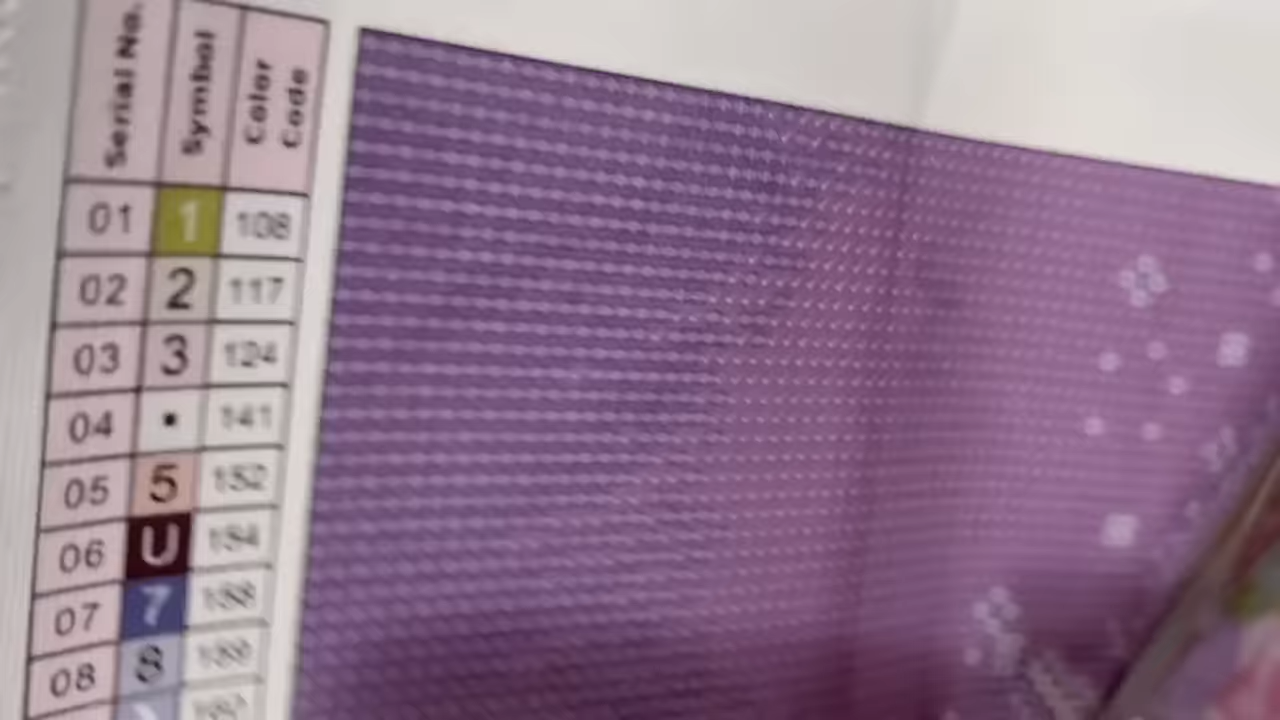 Serial No. Symbol Color Code
01 1 108
02 2 117
03 3 124
04 • 141
05 5 152
06 U
07 7
08